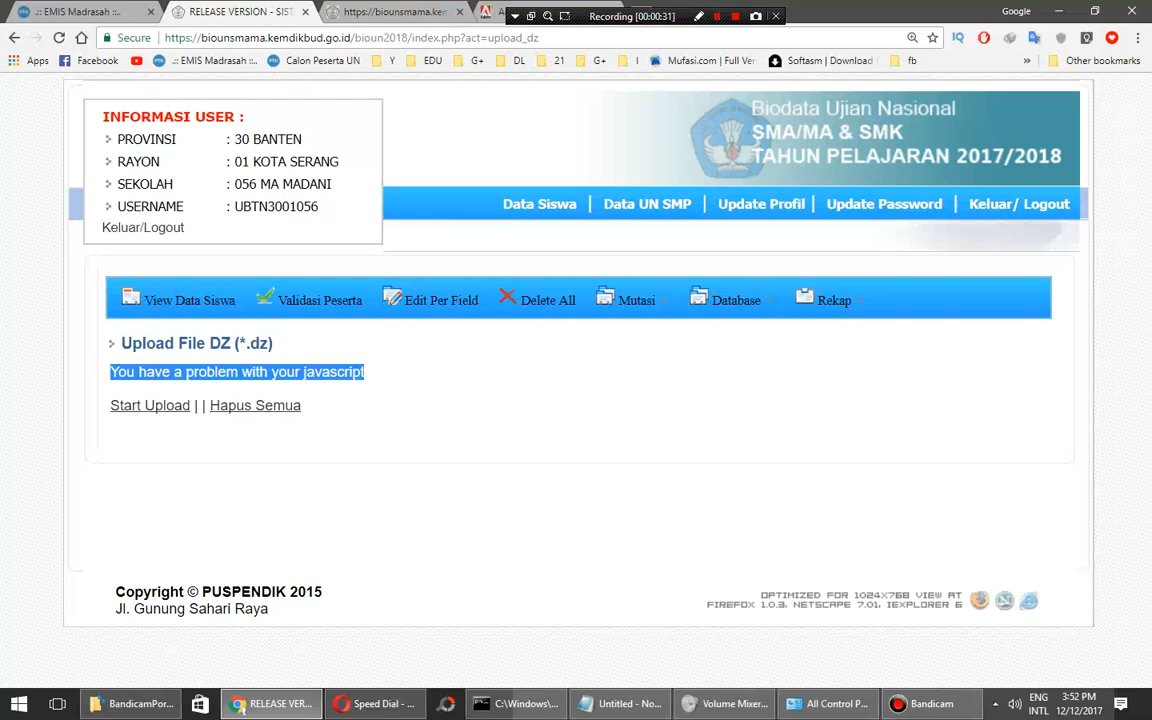 .:: EMIS Madrasah ::..
RELEASE VERSION - SIST
https://biounsmama.kem
A
Recording [00:00:31]
Google
Secure
https://biounsmama.kemdikbud.go.id/bioun2018/index.php?act=upload_dz
Apps
Facebook
.:: EMIS Madrasah ::..
Calon Peserta UN
Y
EDU
G+
DL
21
G+
I
Mufasi.com | Full Ver
Softasm | Download
fb
»
Other bookmarks
INFORMASI USER :
PROVINSI : 30 BANTEN
RAYON : 01 KOTA SERANG
SEKOLAH : 056 MA MADANI
USERNAME : UBTN3001056
Keluar/Logout
Biodata Ujian Nasional
SMA/MA & SMK
TAHUN PELAJARAN 2017/2018
Data Siswa | Data UN SMP | Update Profil | Update Password | Keluar/ Logout
View Data Siswa
Validasi Peserta
Edit Per Field
Delete All
Mutasi
Database
Rekap
Upload File DZ (*.dz)
You have a problem with your javascript
Start Upload | | Hapus Semua
Copyright © PUSPENDIK 2015
Jl. Gunung Sahari Raya
OPTIMIZED FOR 1024X768 VIEW AT
FIREFOX 1.0.3, NETSCAPE 7.01, IEXPLORER 6
BandicamPor...
RELEASE VER...
Speed Dial - ...
C:\Windows\...
Untitled - No...
Volume Mixer...
All Control P...
Bandicam
ENG
INTL
3:52 PM
12/12/2017